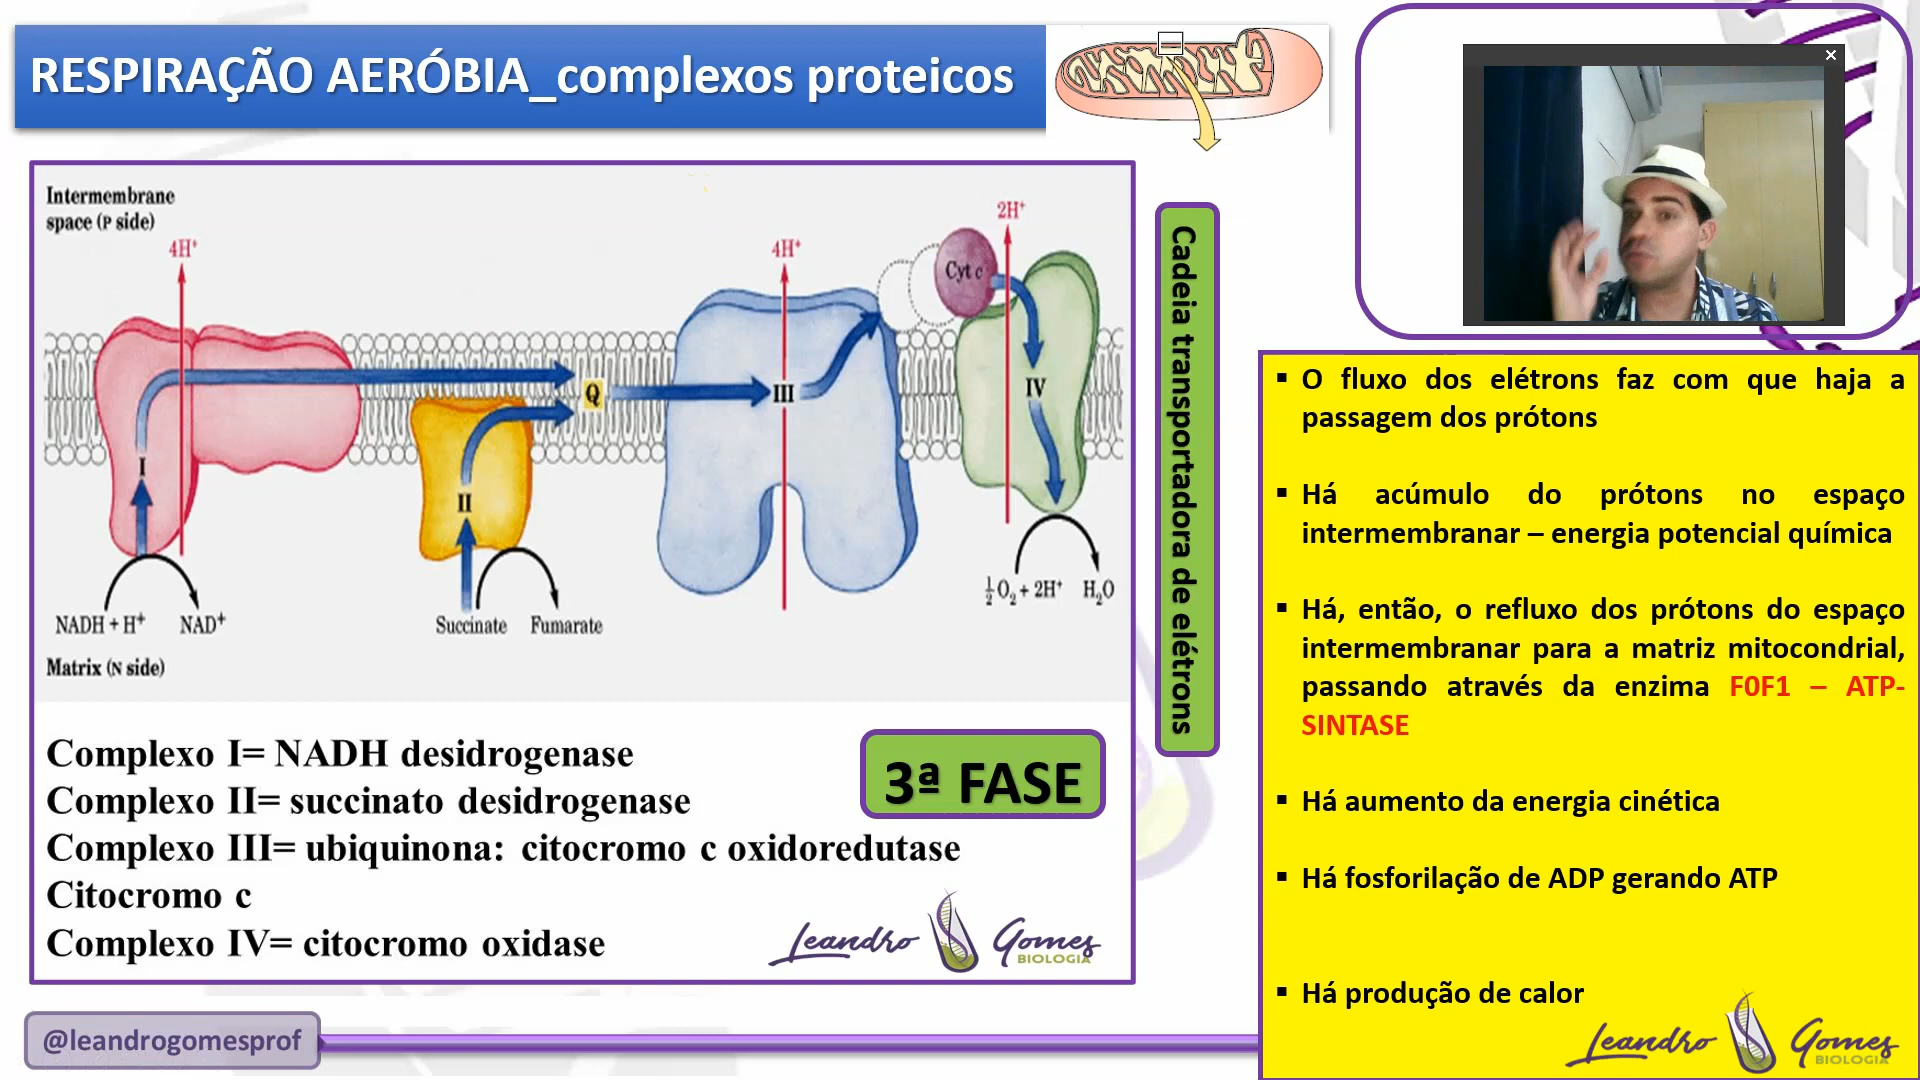 RESPIRAÇÃO AERÓBIA_complexos proteicos
Intermembrane
space (P side)
4H⁺
4H⁺
2H⁺
Cyt c
Q
III
IV
I
II
½O₂ + 2H⁺ H₂O
NADH + H⁺ NAD⁺
Succinate Fumarate
Matrix (N side)
Complexo I= NADH desidrogenase
Complexo II= succinato desidrogenase
Complexo III= ubiquinona: citocromo c oxidoredutase
Citocromo c
Complexo IV= citocromo oxidase
3ª FASE
Leandro Gomes
BIOLOGIA
Cadeia transportadora de elétrons
▪ O fluxo dos elétrons faz com que haja a
passagem dos prótons
▪ Há acúmulo do prótons no espaço
intermembranar – energia potencial química
▪ Há, então, o refluxo dos prótons do espaço
intermembranar para a matriz mitocondrial,
passando através da enzima F0F1 – ATP-
SINTASE
▪ Há aumento da energia cinética
▪ Há fosforilação de ADP gerando ATP
▪ Há produção de calor
Leandro Gomes
BIOLOGIA
@leandrogomesprof